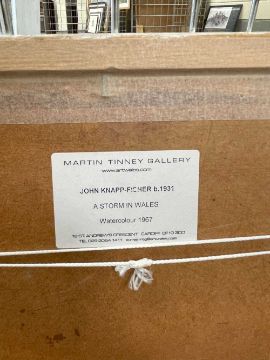 MARTIN TINNEY GALLERY
www.artwales.com
JOHN KNAPP-FISHER b.1931
A STORM IN WALES
Watercolour 1967
ST. ANDREWS CRESCENT CARDIFF CF10 3DD
TEL 029 2064 1411